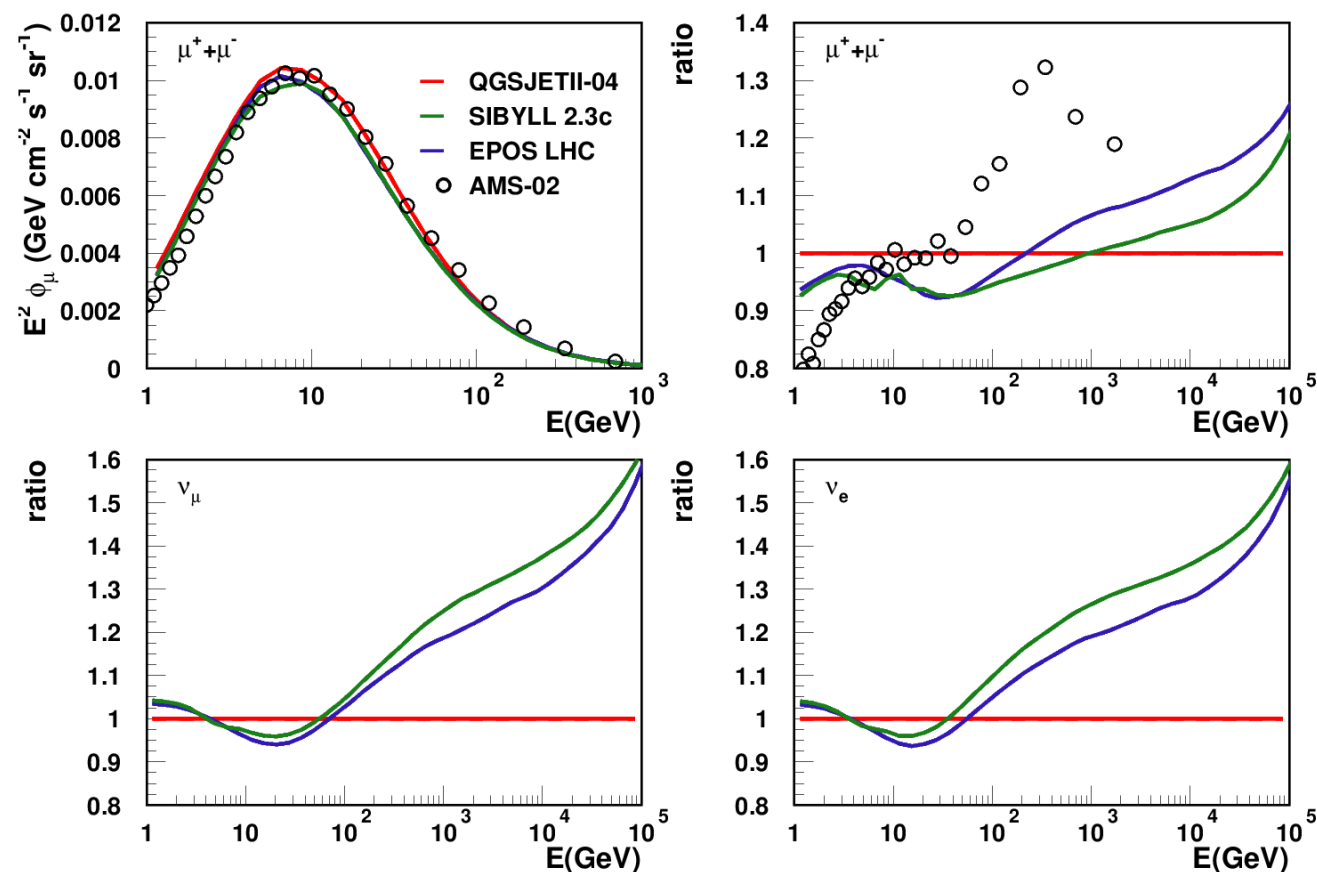 E² ϕμ (GeV cm⁻² s⁻¹ sr⁻¹)
0.012
0.01
0.008
0.006
0.004
0.002
0
μ⁺+μ⁻
QGSJETII-04
SIBYLL 2.3c
EPOS LHC
AMS-02
1 10 10² 10³
E(GeV)
ratio
1.4
1.3
1.2
1.1
1
0.9
0.8
μ⁺+μ⁻
1 10 10² 10³ 10⁴ 10⁵
E(GeV)
ratio
1.6
1.5
1.4
1.3
1.2
1.1
1
0.9
0.8
νμ
1 10 10² 10³ 10⁴ 10⁵
E(GeV)
ratio
1.6
1.5
1.4
1.3
1.2
1.1
1
0.9
0.8
νe
1 10 10² 10³ 10⁴ 10⁵
E(GeV)